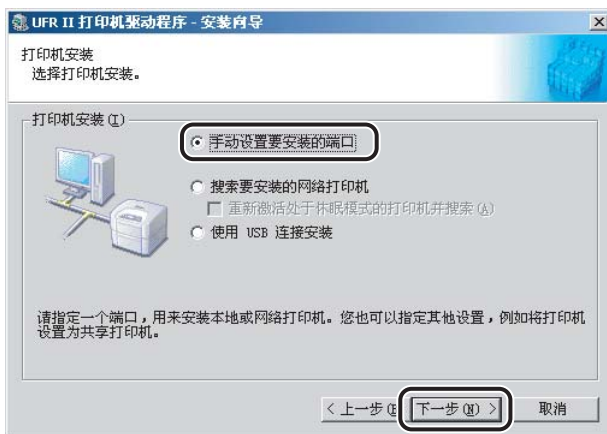 UFR II 打印机驱动程序 - 安装向导
打印机安装
选择打印机安装。
打印机安装(I)
手动设置要安装的端口
搜索要安装的网络打印机
重新激活处于休眠模式的打印机并搜索(A)
使用 USB 连接安装
请指定一个端口，用来安装本地或网络打印机。您也可以指定其他设置，例如将打印机
设置为共享打印机。
< 上一步(B 下一步(N) > 取消